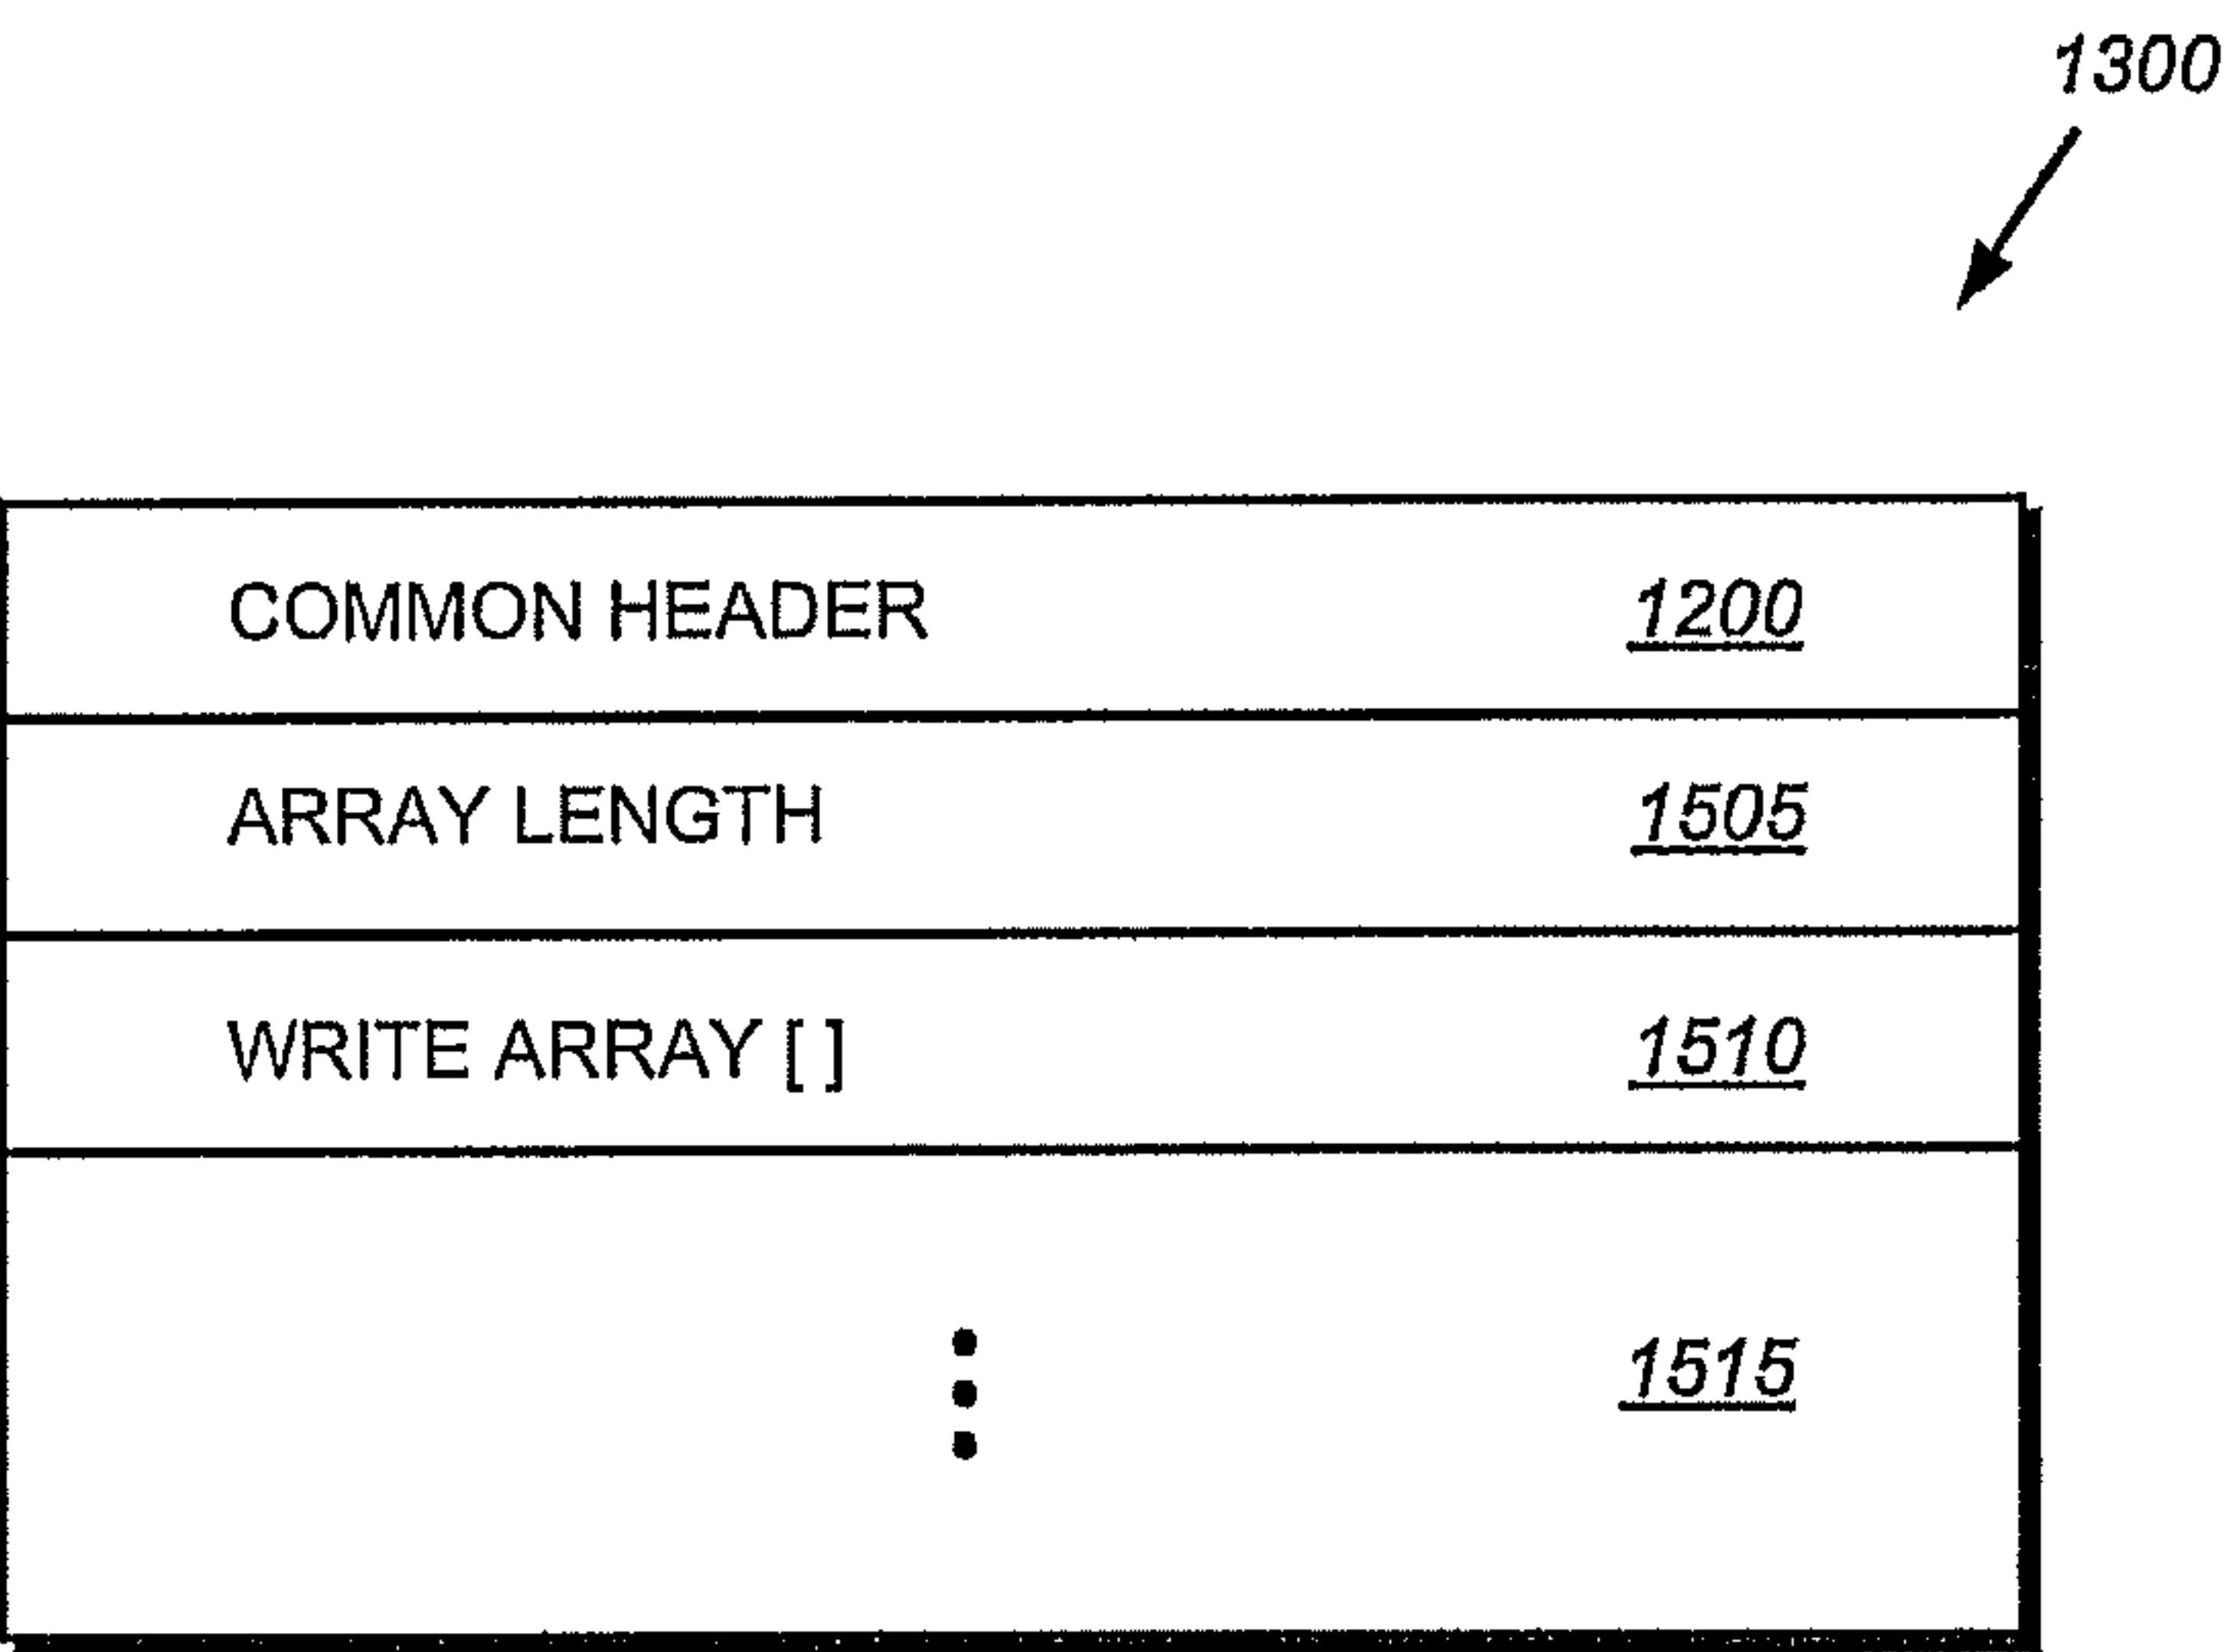 1300
COMMON HEADER 1200
ARRAY LENGTH 1505
WRITE ARRAY [ ] 1510
1515